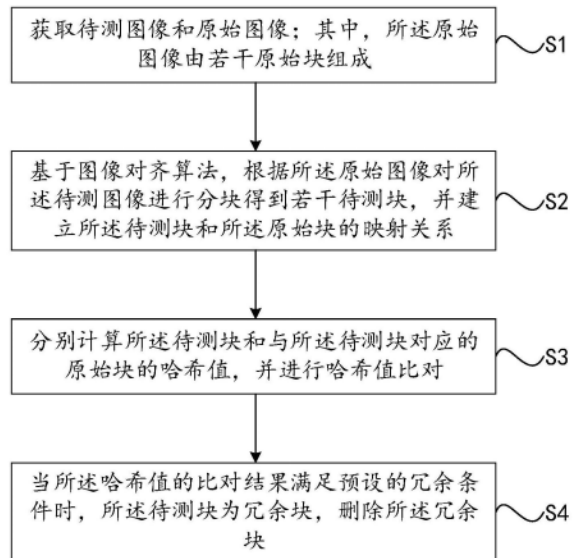 获取待测图像和原始图像；其中，所述原始
图像由若干原始块组成
S1
基于图像对齐算法，根据所述原始图像对所
述待测图像进行分块得到若干待测块，并建
立所述待测块和所述原始块的映射关系
S2
分别计算所述待测块和与所述待测块对应的
原始块的哈希值，并进行哈希值比对
S3
当所述哈希值的比对结果满足预设的冗余条
件时，所述待测块为冗余块，删除所述冗余
块
S4